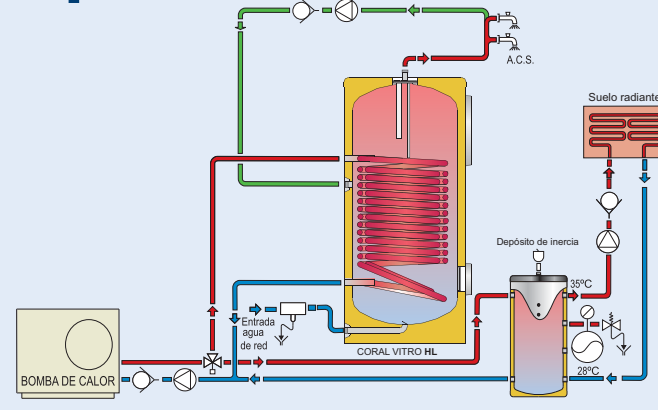 A.C.S.
Suelo radiante
Depósito de inercia
35ºC
Entrada
agua
de red
CORAL VITRO HL
28ºC
BOMBA DE CALOR